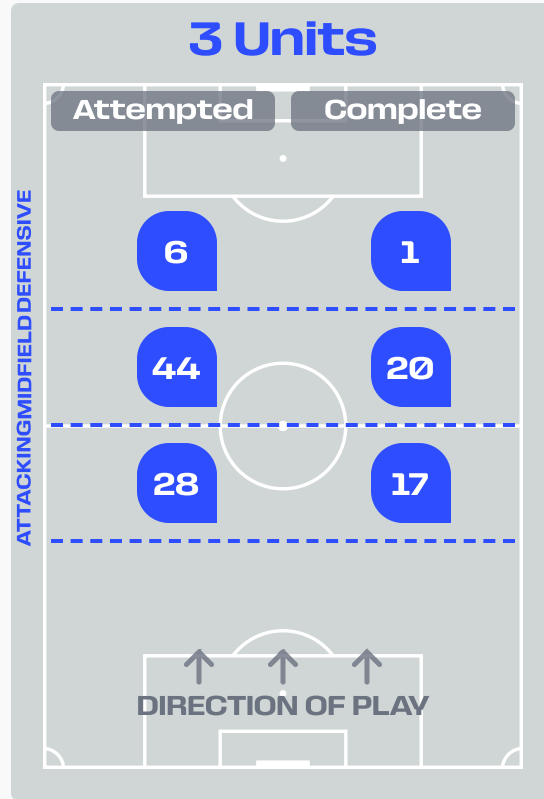 3 Units
Attempted Complete
6 1
44 20
28 17
ATTACKING MIDFIELD DEFENSIVE
DIRECTION OF PLAY